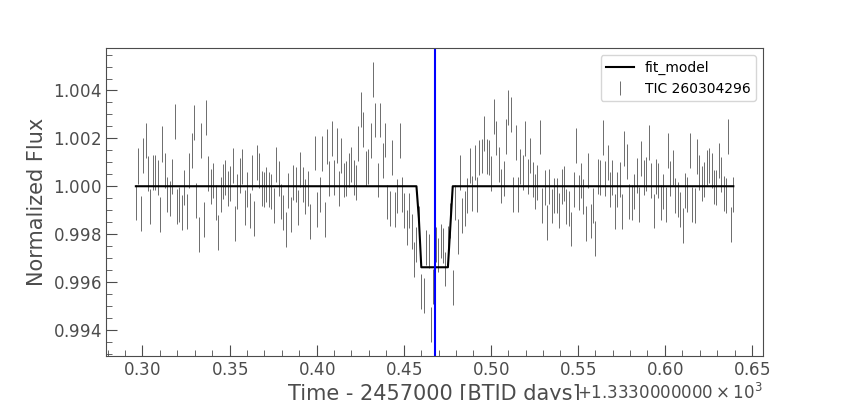 fit_model
TIC 260304296
Normalized Flux
1.004
1.002
1.000
0.998
0.996
0.994
0.30 0.35 0.40 0.45 0.50 0.55 0.60 0.65
Time - 2457000 [BTJD days]
+1.3330000000 × 10³